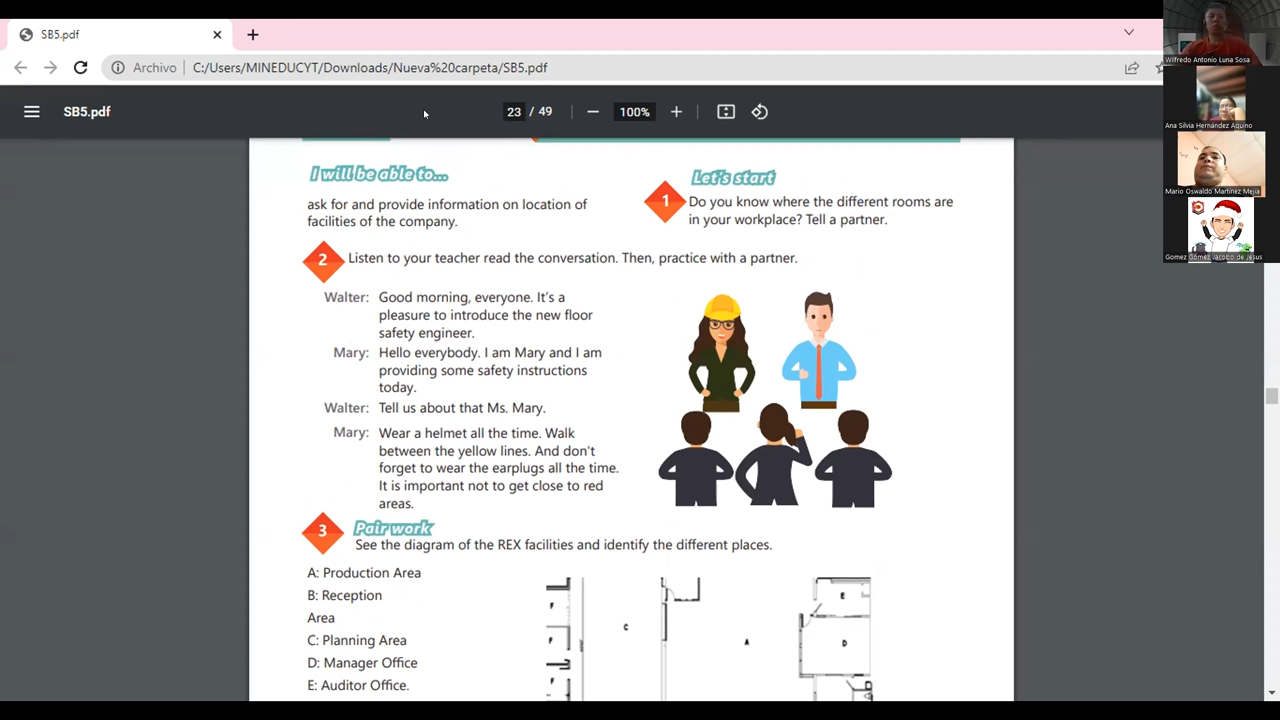 SB5.pdf
Archivo
C:/Users/MINEDUCYT/Downloads/Nueva%20carpeta/SB5.pdf
SB5.pdf
23 / 49
100%
I will be able to...
ask for and provide information on location of
facilities of the company.
Let's start
1
Do you know where the different rooms are
in your workplace? Tell a partner.
2
Listen to your teacher read the conversation. Then, practice with a partner.
Walter: Good morning, everyone. It's a
pleasure to introduce the new floor
safety engineer.
Mary: Hello everybody. I am Mary and I am
providing some safety instructions
today.
Walter: Tell us about that Ms. Mary.
Mary: Wear a helmet all the time. Walk
between the yellow lines. And don't
forget to wear the earplugs all the time.
It is important not to get close to red
areas.
3
Pair work
See the diagram of the REX facilities and identify the different places.
A: Production Area
B: Reception
Area
C: Planning Area
D: Manager Office
E: Auditor Office.
F
F
F
C
A
E
D
Wilfredo Antonio Luna Sosa
Ana Silvia Hernandez Aquino
Mario Oswaldo Martinez Mejia
Gomez Gomez Jacobo de Jesus